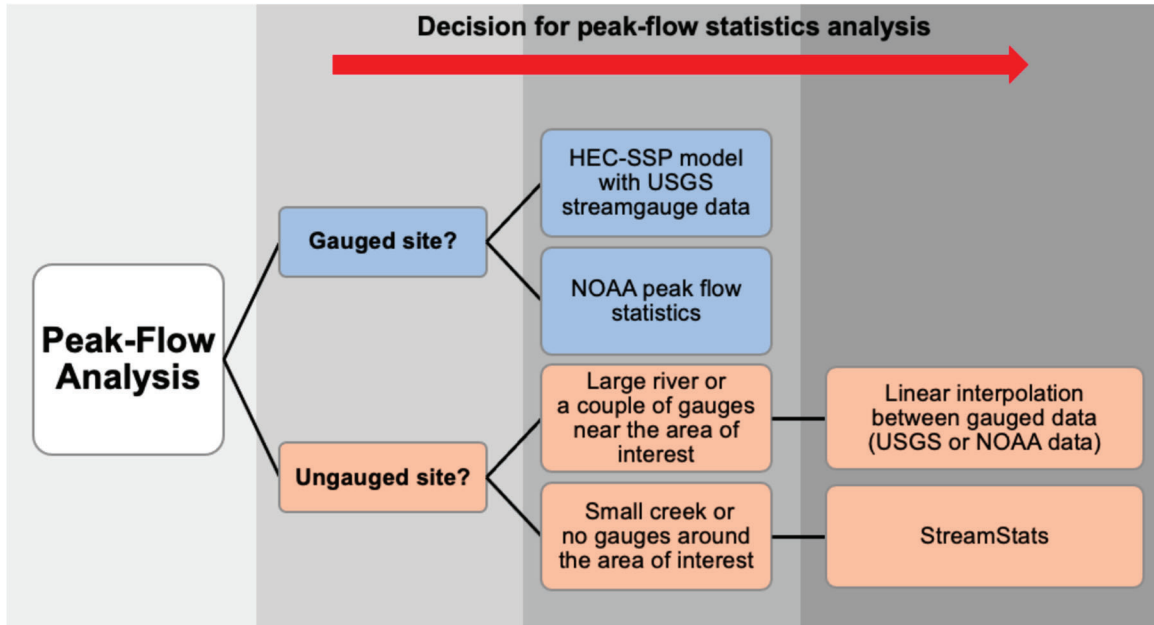 Decision for peak-flow statistics analysis
Peak-Flow
Analysis
Gauged site?
HEC-SSP model
with USGS
streamgauge data
NOAA peak flow
statistics
Ungauged site?
Large river or
a couple of gauges
near the area of
interest
Linear interpolation
between gauged data
(USGS or NOAA data)
Small creek or
no gauges around
the area of interest
StreamStats